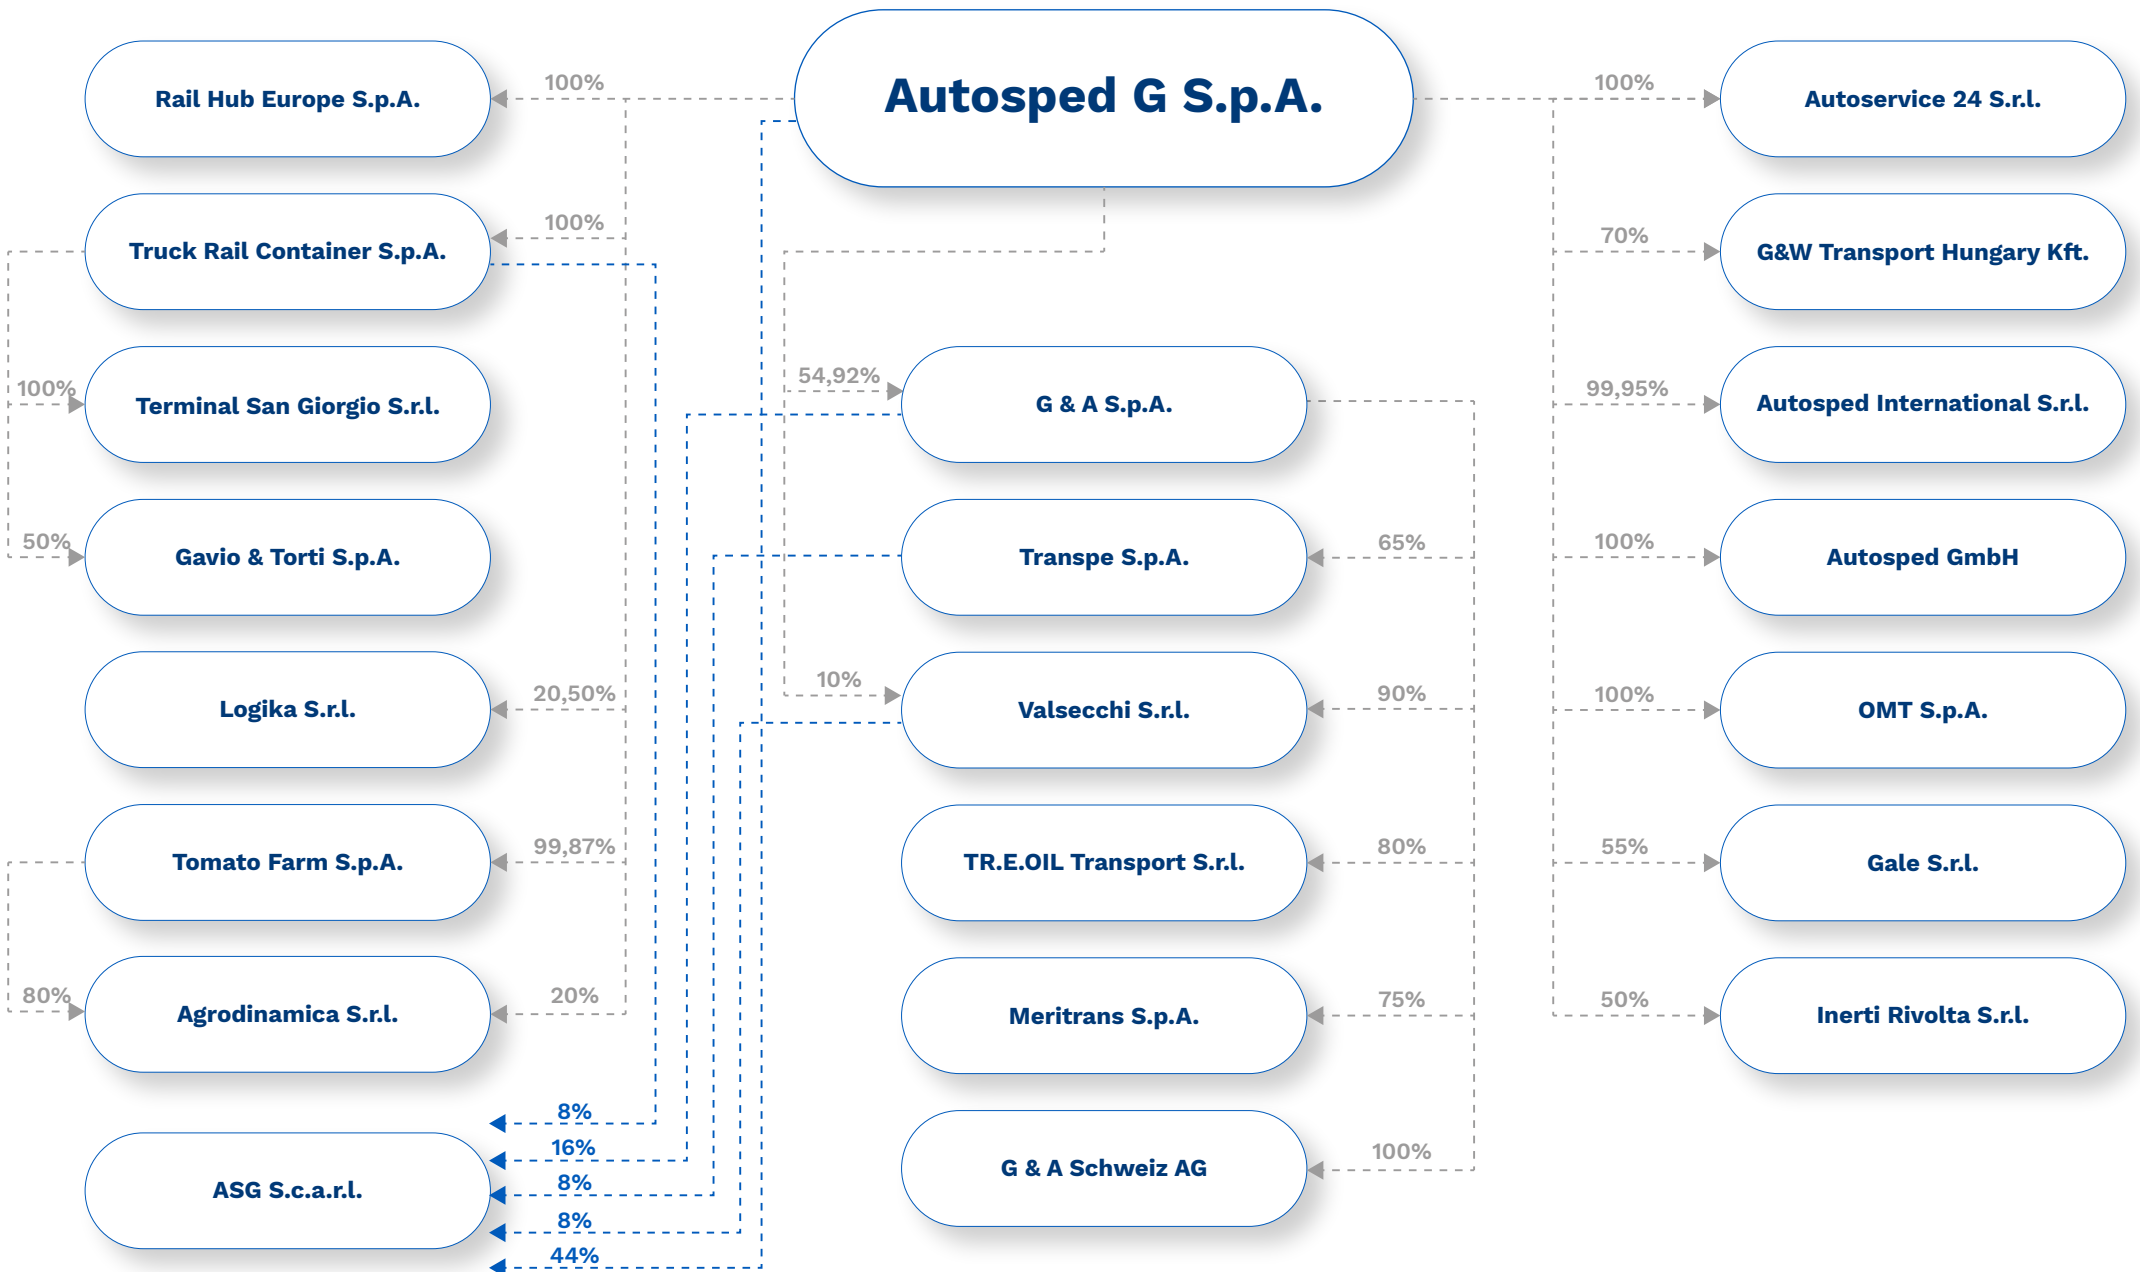 Autosped G S.p.A.
100%
Rail Hub Europe S.p.A.
100%
Truck Rail Container S.p.A.
100%
Terminal San Giorgio S.r.l.
50%
Gavio & Torti S.p.A.
20,50%
Logika S.r.l.
99,87%
Tomato Farm S.p.A.
80%
Agrodinamica S.r.l.
20%
ASG S.c.a.r.l.
8%
16%
8%
8%
44%
54,92%
G & A S.p.A.
Transpe S.p.A.
65%
10%
Valsecchi S.r.l.
90%
TR.E.OIL Transport S.r.l.
80%
Meritrans S.p.A.
75%
G & A Schweiz AG
100%
100%
Autoservice 24 S.r.l.
70%
G&W Transport Hungary Kft.
99,95%
Autosped International S.r.l.
100%
Autosped GmbH
100%
OMT S.p.A.
55%
Gale S.r.l.
50%
Inerti Rivolta S.r.l.